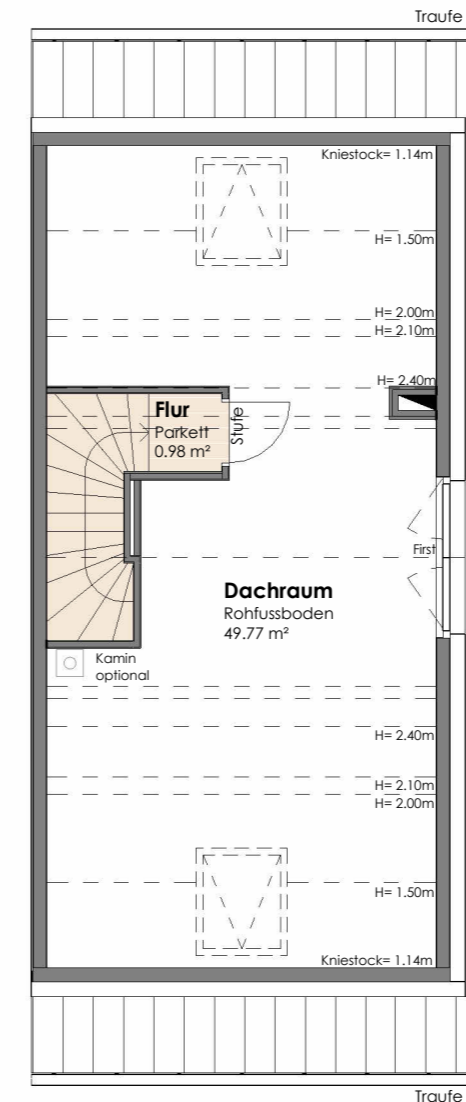 Traufe
Kniestock= 1.14m
H= 1.50m
H= 2.00m
H= 2.10m
H= 2.40m
Flur
Parkett
0.98 m²
Stufe
First
Dachraum
Rohfussboden
49.77 m²
Kamin
optional
H= 2.40m
H= 2.10m
H= 2.00m
H= 1.50m
Kniestock= 1.14m
Traufe